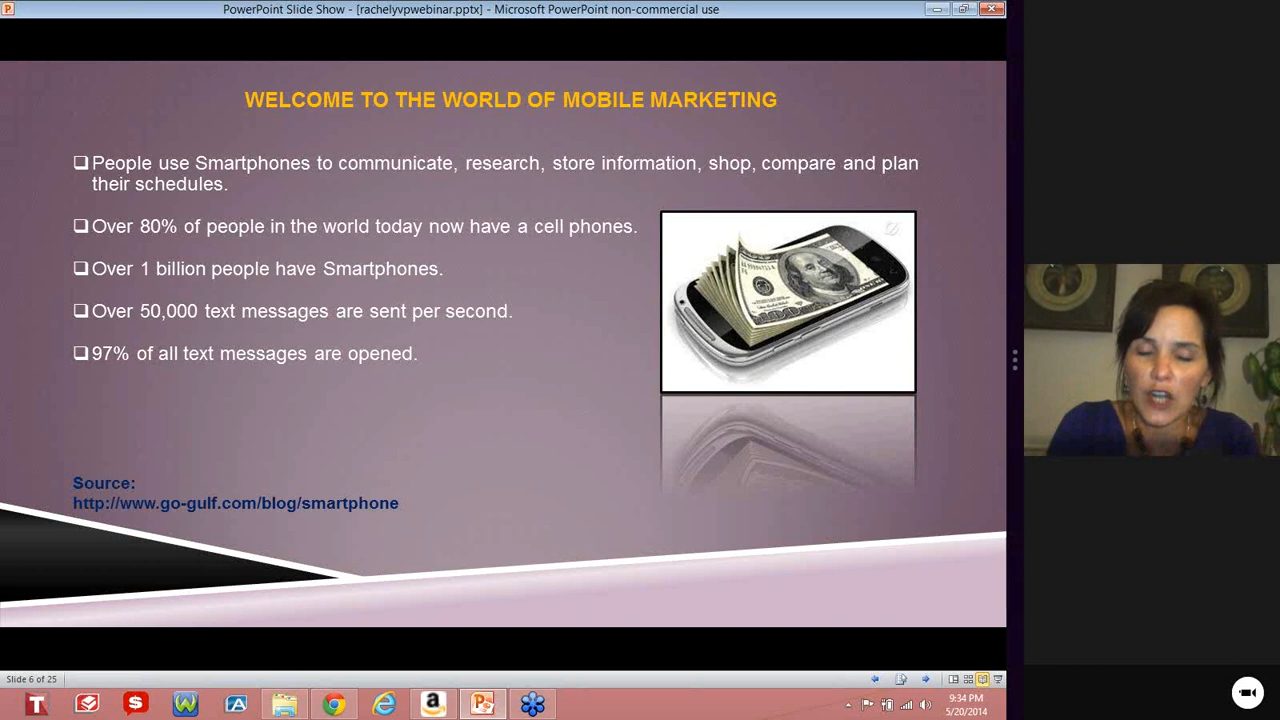 PowerPoint Slide Show - [rachelyvpwebinar.pptx] - Microsoft PowerPoint non-commercial use
WELCOME TO THE WORLD OF MOBILE MARKETING
❑People use Smartphones to communicate, research, store information, shop, compare and plan
their schedules.
❑Over 80% of people in the world today now have a cell phones.
❑Over 1 billion people have Smartphones.
❑Over 50,000 text messages are sent per second.
❑97% of all text messages are opened.
Source:
http://www.go-gulf.com/blog/smartphone
Slide 6 of 25
9:34 PM
5/20/2014